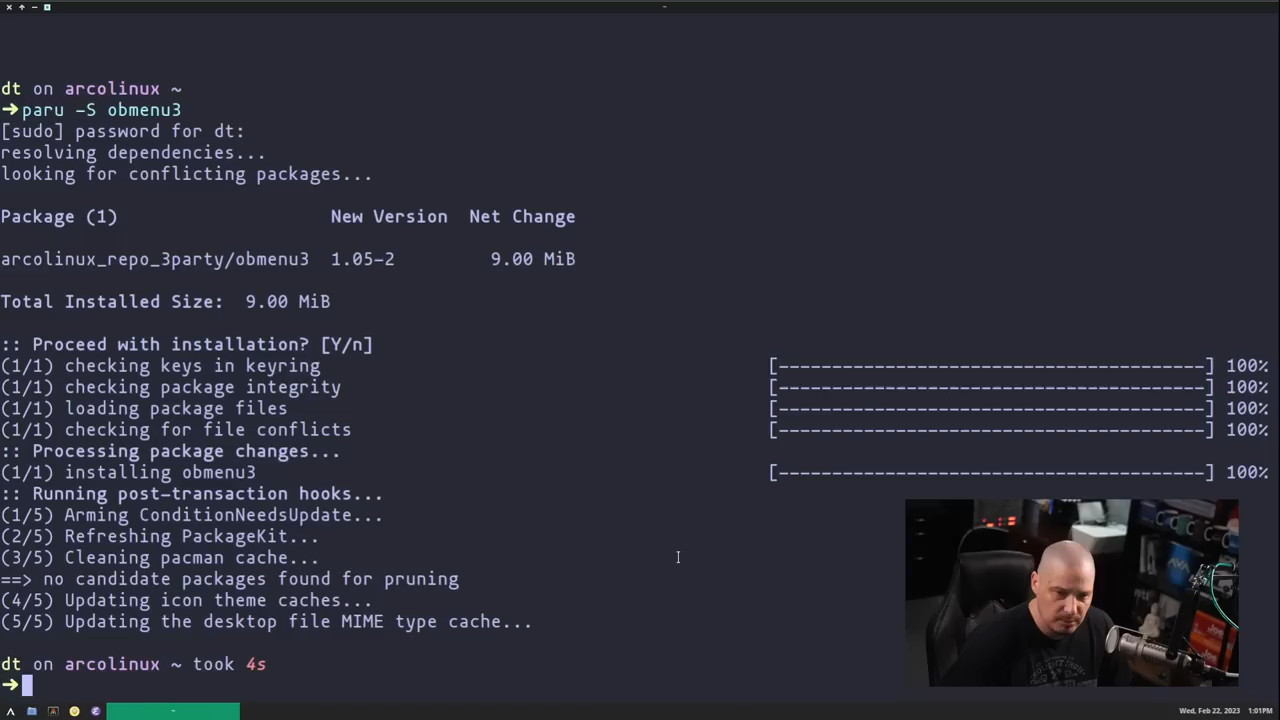 ~
dt on arcolinux ~
➜paru -S obmenu3
[sudo] password for dt:
resolving dependencies...
looking for conflicting packages...
Package (1) New Version Net Change
arcolinux_repo_3party/obmenu3 1.05-2 9.00 MiB
Total Installed Size: 9.00 MiB
:: Proceed with installation? [Y/n]
(1/1) checking keys in keyring [----------------------------------------] 100%
(1/1) checking package integrity [----------------------------------------] 100%
(1/1) loading package files [----------------------------------------] 100%
(1/1) checking for file conflicts [----------------------------------------] 100%
:: Processing package changes...
(1/1) installing obmenu3 [----------------------------------------] 100%
:: Running post-transaction hooks...
(1/5) Arming ConditionNeedsUpdate...
(2/5) Refreshing PackageKit...
(3/5) Cleaning pacman cache...
==> no candidate packages found for pruning
(4/5) Updating icon theme caches...
(5/5) Updating the desktop file MIME type cache...
dt on arcolinux ~ took 4s
➜
~
Wed, Feb 22, 2023 1:01PM